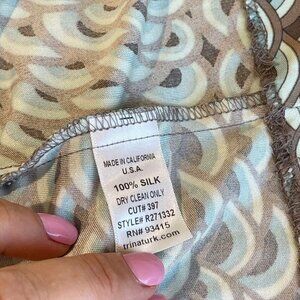 MADE IN CALIFORNIA
U.S.A.
100% SILK
DRY CLEAN ONLY
CUT# 397
STYLE# R271332
RN# 93415
trinaturk.com